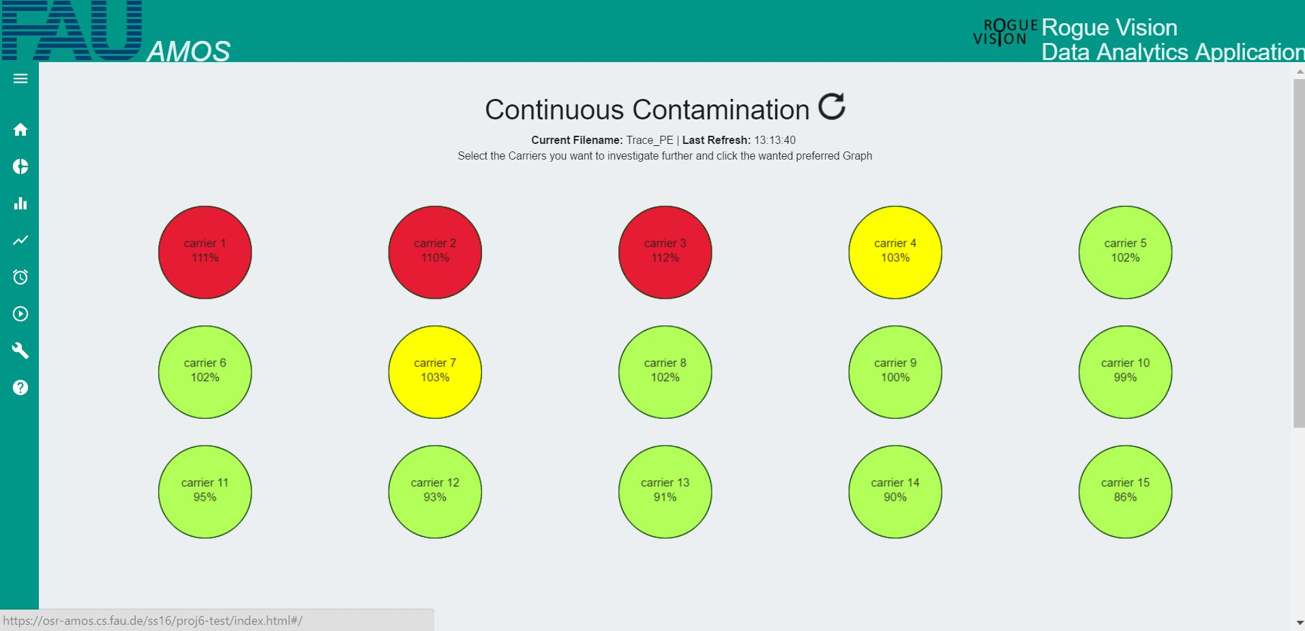 FAU AMOS
ROGUE VISION
Rogue Vision
Data Analytics Application
Continuous Contamination
Current Filename: Trace_PE | Last Refresh: 13:13:40
Select the Carriers you want to investigate further and click the wanted preferred Graph
carrier 1
111%
carrier 2
110%
carrier 3
112%
carrier 4
103%
carrier 5
102%
carrier 6
102%
carrier 7
103%
carrier 8
102%
carrier 9
100%
carrier 10
99%
carrier 11
95%
carrier 12
93%
carrier 13
91%
carrier 14
90%
carrier 15
86%
https://osr-amos.cs.fau.de/ss16/proj6-test/index.html#/